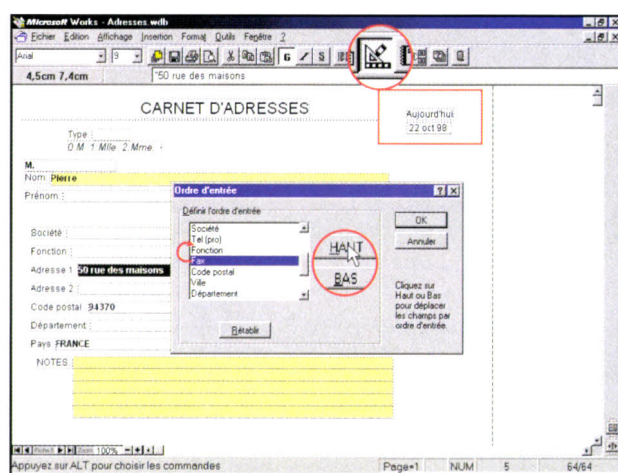 Microsoft Works - Adresses.wdb
Fichier Edition Affichage Insertion Format Outils Fenêtre ?
Arial 9 G I S
4,5cm 7,4cm "50 rue des maisons
CARNET D'ADRESSES
Aujourd'hui
22 oct 98
Type :
0 M. 1 Mlle 2 Mme.
M.
Nom Pierre
Prénom :
Société :
Fonction :
Adresse 1 50 rue des maisons
Adresse 2 :
Code postal 94370
Département :
Pays FRANCE
NOTES :
Ordre d'entrée
Définir l'ordre d'entrée
Société
Tel (pro)
Fonction
Fax
Code postal
Ville
Département
HAUT
BAS
Rétablir
OK
Annuler
Cliquez sur
Haut ou Bas
pour déplacer
les champs par
ordre d'entrée.
Zoom 100%
Appuyez sur ALT pour choisir les commandes Page=1 NUM 5 64/64